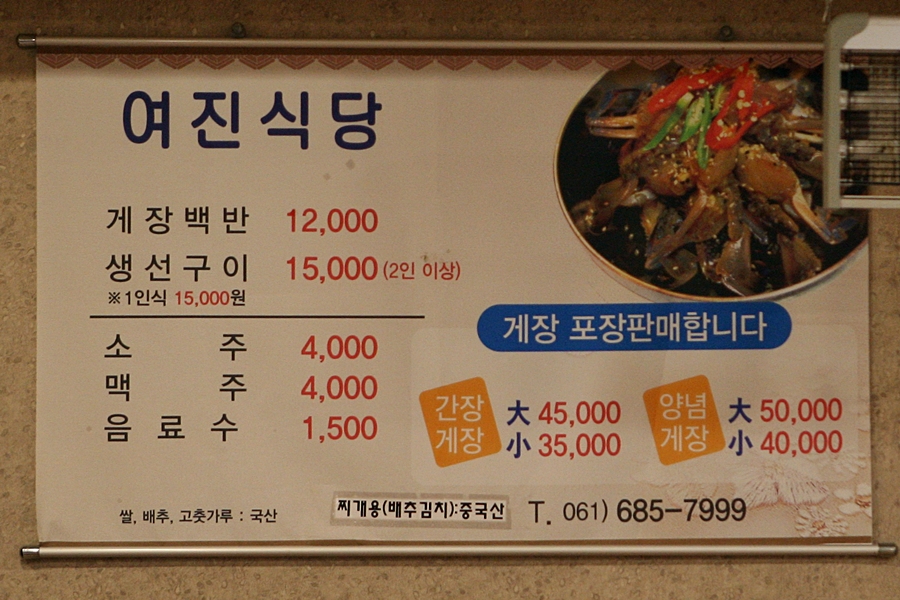 여진식당
게장백반 12,000
생선구이 15,000(2인 이상)
※1인식 15,000원
소주 4,000
맥주 4,000
음료수 1,500
게장 포장판매합니다
간장게장 大 45,000
小 35,000
양념게장 大 50,000
小 40,000
쌀, 배추, 고춧가루 : 국산
찌개용(배추김치):중국산
T. 061) 685-7999